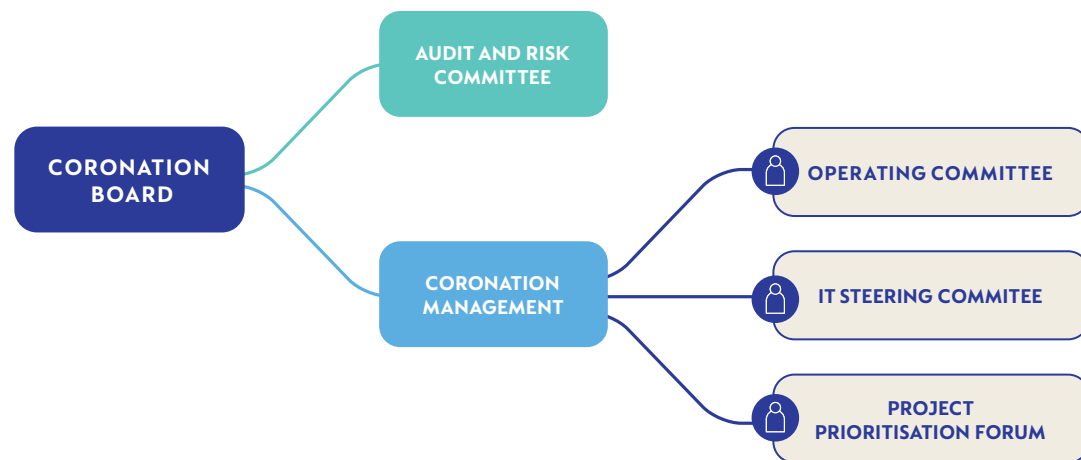 AUDIT AND RISK
COMMITTEE
CORONATION
BOARD
OPERATING COMMITTEE
CORONATION
MANAGEMENT
IT STEERING COMMITEE
PROJECT
PRIORITISATION FORUM